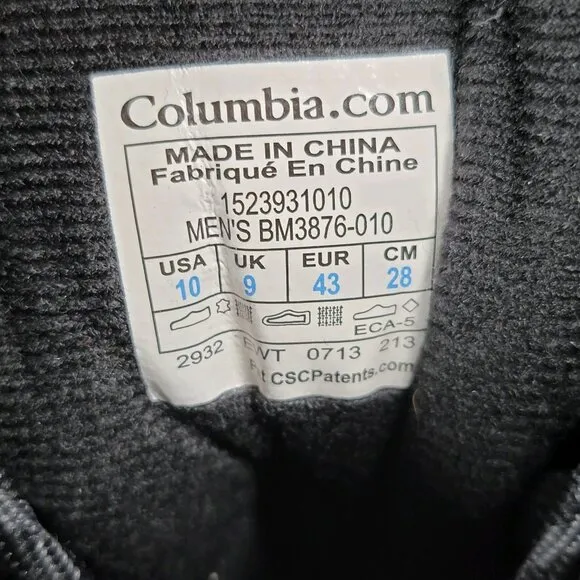 Columbia.com
MADE IN CHINA
Fabriqué En Chine
1523931010
MEN'S BM3876-010
USA UK EUR CM
10 9 43 28
ECA-5
2932 0713 213
CSCPatents.com